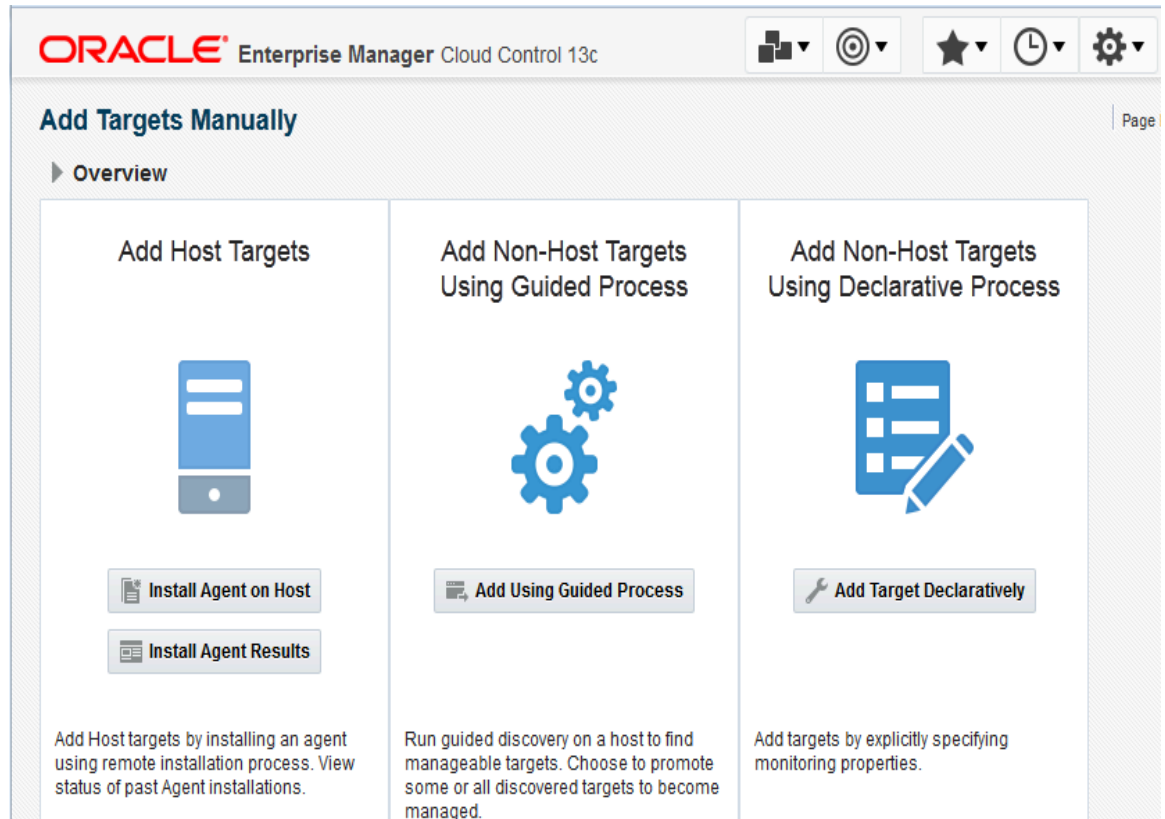 ORACLE® Enterprise Manager Cloud Control 13c
Add Targets Manually
Page
Overview
Add Host Targets
Install Agent on Host
Install Agent Results
Add Host targets by installing an agent
using remote installation process. View
status of past Agent installations.
Add Non-Host Targets
Using Guided Process
Add Using Guided Process
Run guided discovery on a host to find
manageable targets. Choose to promote
some or all discovered targets to become
managed.
Add Non-Host Targets
Using Declarative Process
Add Target Declaratively
Add targets by explicitly specifying
monitoring properties.